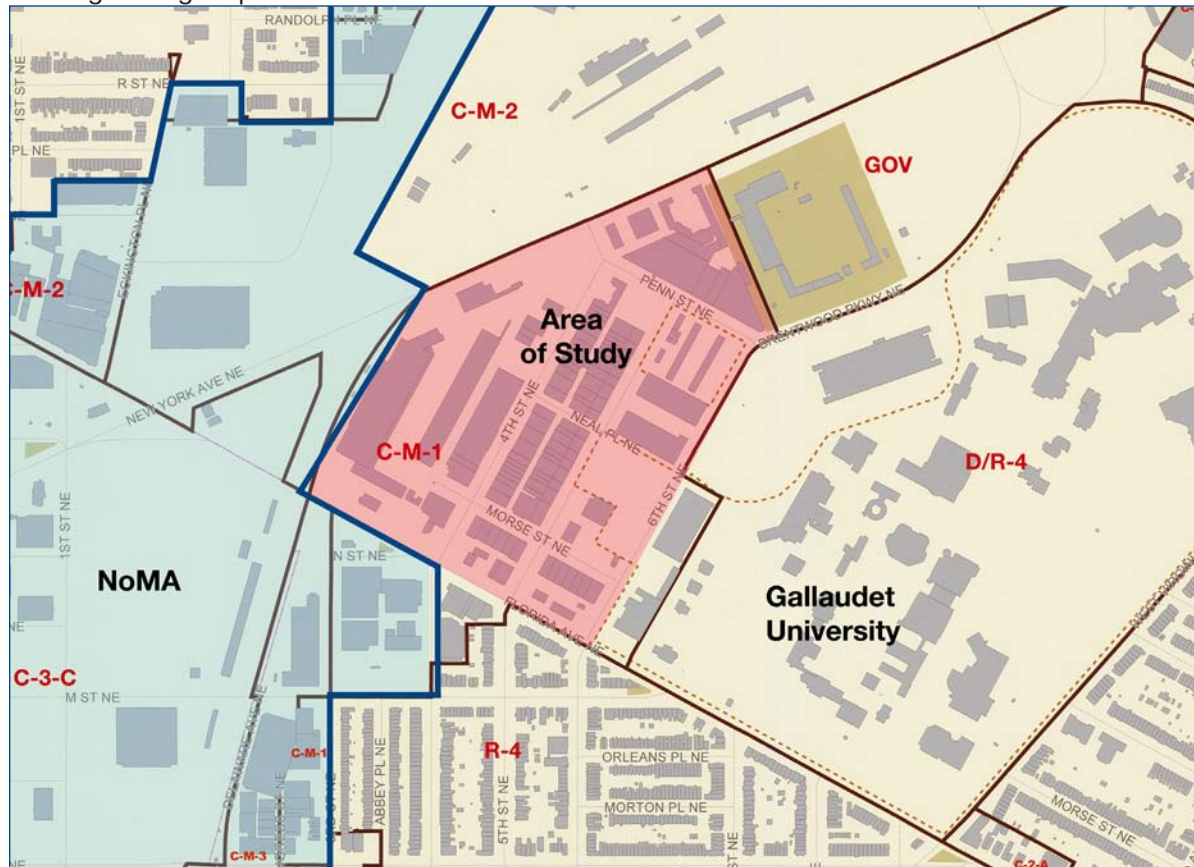 RANDOLPH PL NE
1ST ST NE
R ST NE
C-M-2
PL NE
GOV
ECKINGTON PL NE
PENN ST NE
BRENTWOOD PKWY NE
Area
of Study
NEW YORK AVE NE
4TH ST NE
NEAL PL NE
C-M-1
D/R-4
6TH ST NE
1ST ST NE
MORSE ST NE
N ST NE
NoMA
Gallaudet
University
FLORIDA AVE NE
C-3-C
M ST NE
C-M-1
R-4
ORLEANS PL NE
ABBEY PL NE
5TH ST NE
MORTON PL NE
MORSE ST NE
C-M-3
C-2-A